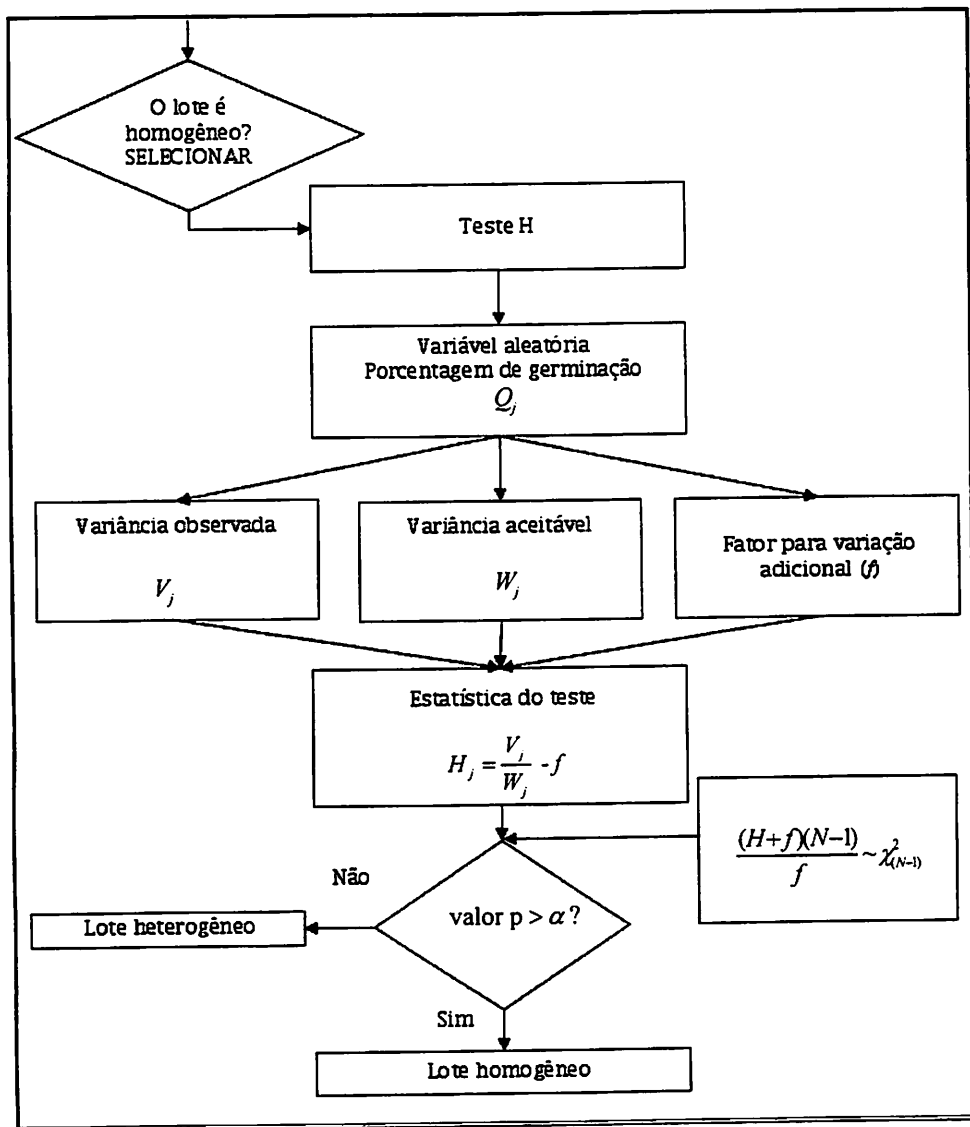 O lote é
homogêneo?
SELECIONAR
Teste H
Variável aleatória
Porcentagem de germinação
Q_j
Variância observada
V_j
Variância aceitável
W_j
Fator para variação
adicional (f)
Estatística do teste
H_j = V_j / W_j - f
(H+f)(N-1) / f ~ χ²_(N-1)
Não
valor p > α ?
Lote heterogêneo
Sim
Lote homogêneo